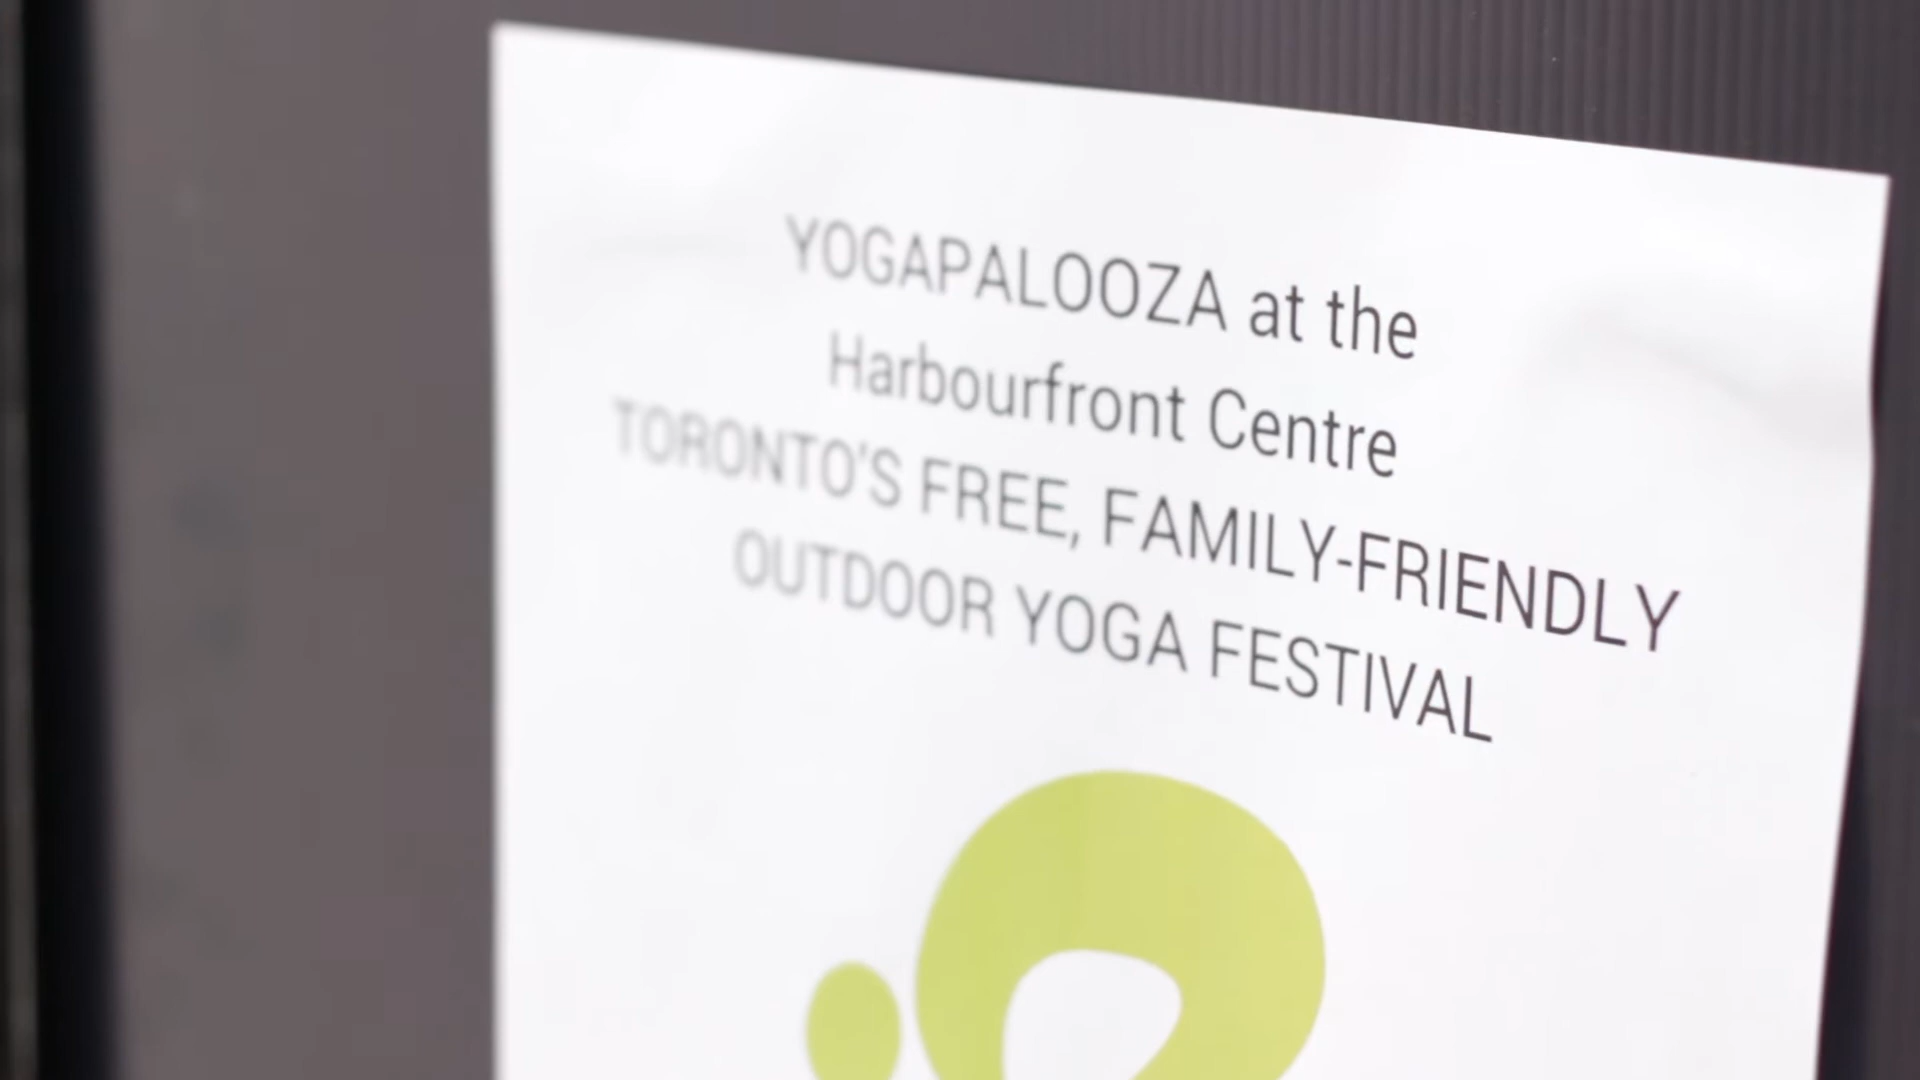 YOGAPALOOZA at the
Harbourfront Centre
TORONTO'S FREE, FAMILY-FRIENDLY
OUTDOOR YOGA FESTIVAL